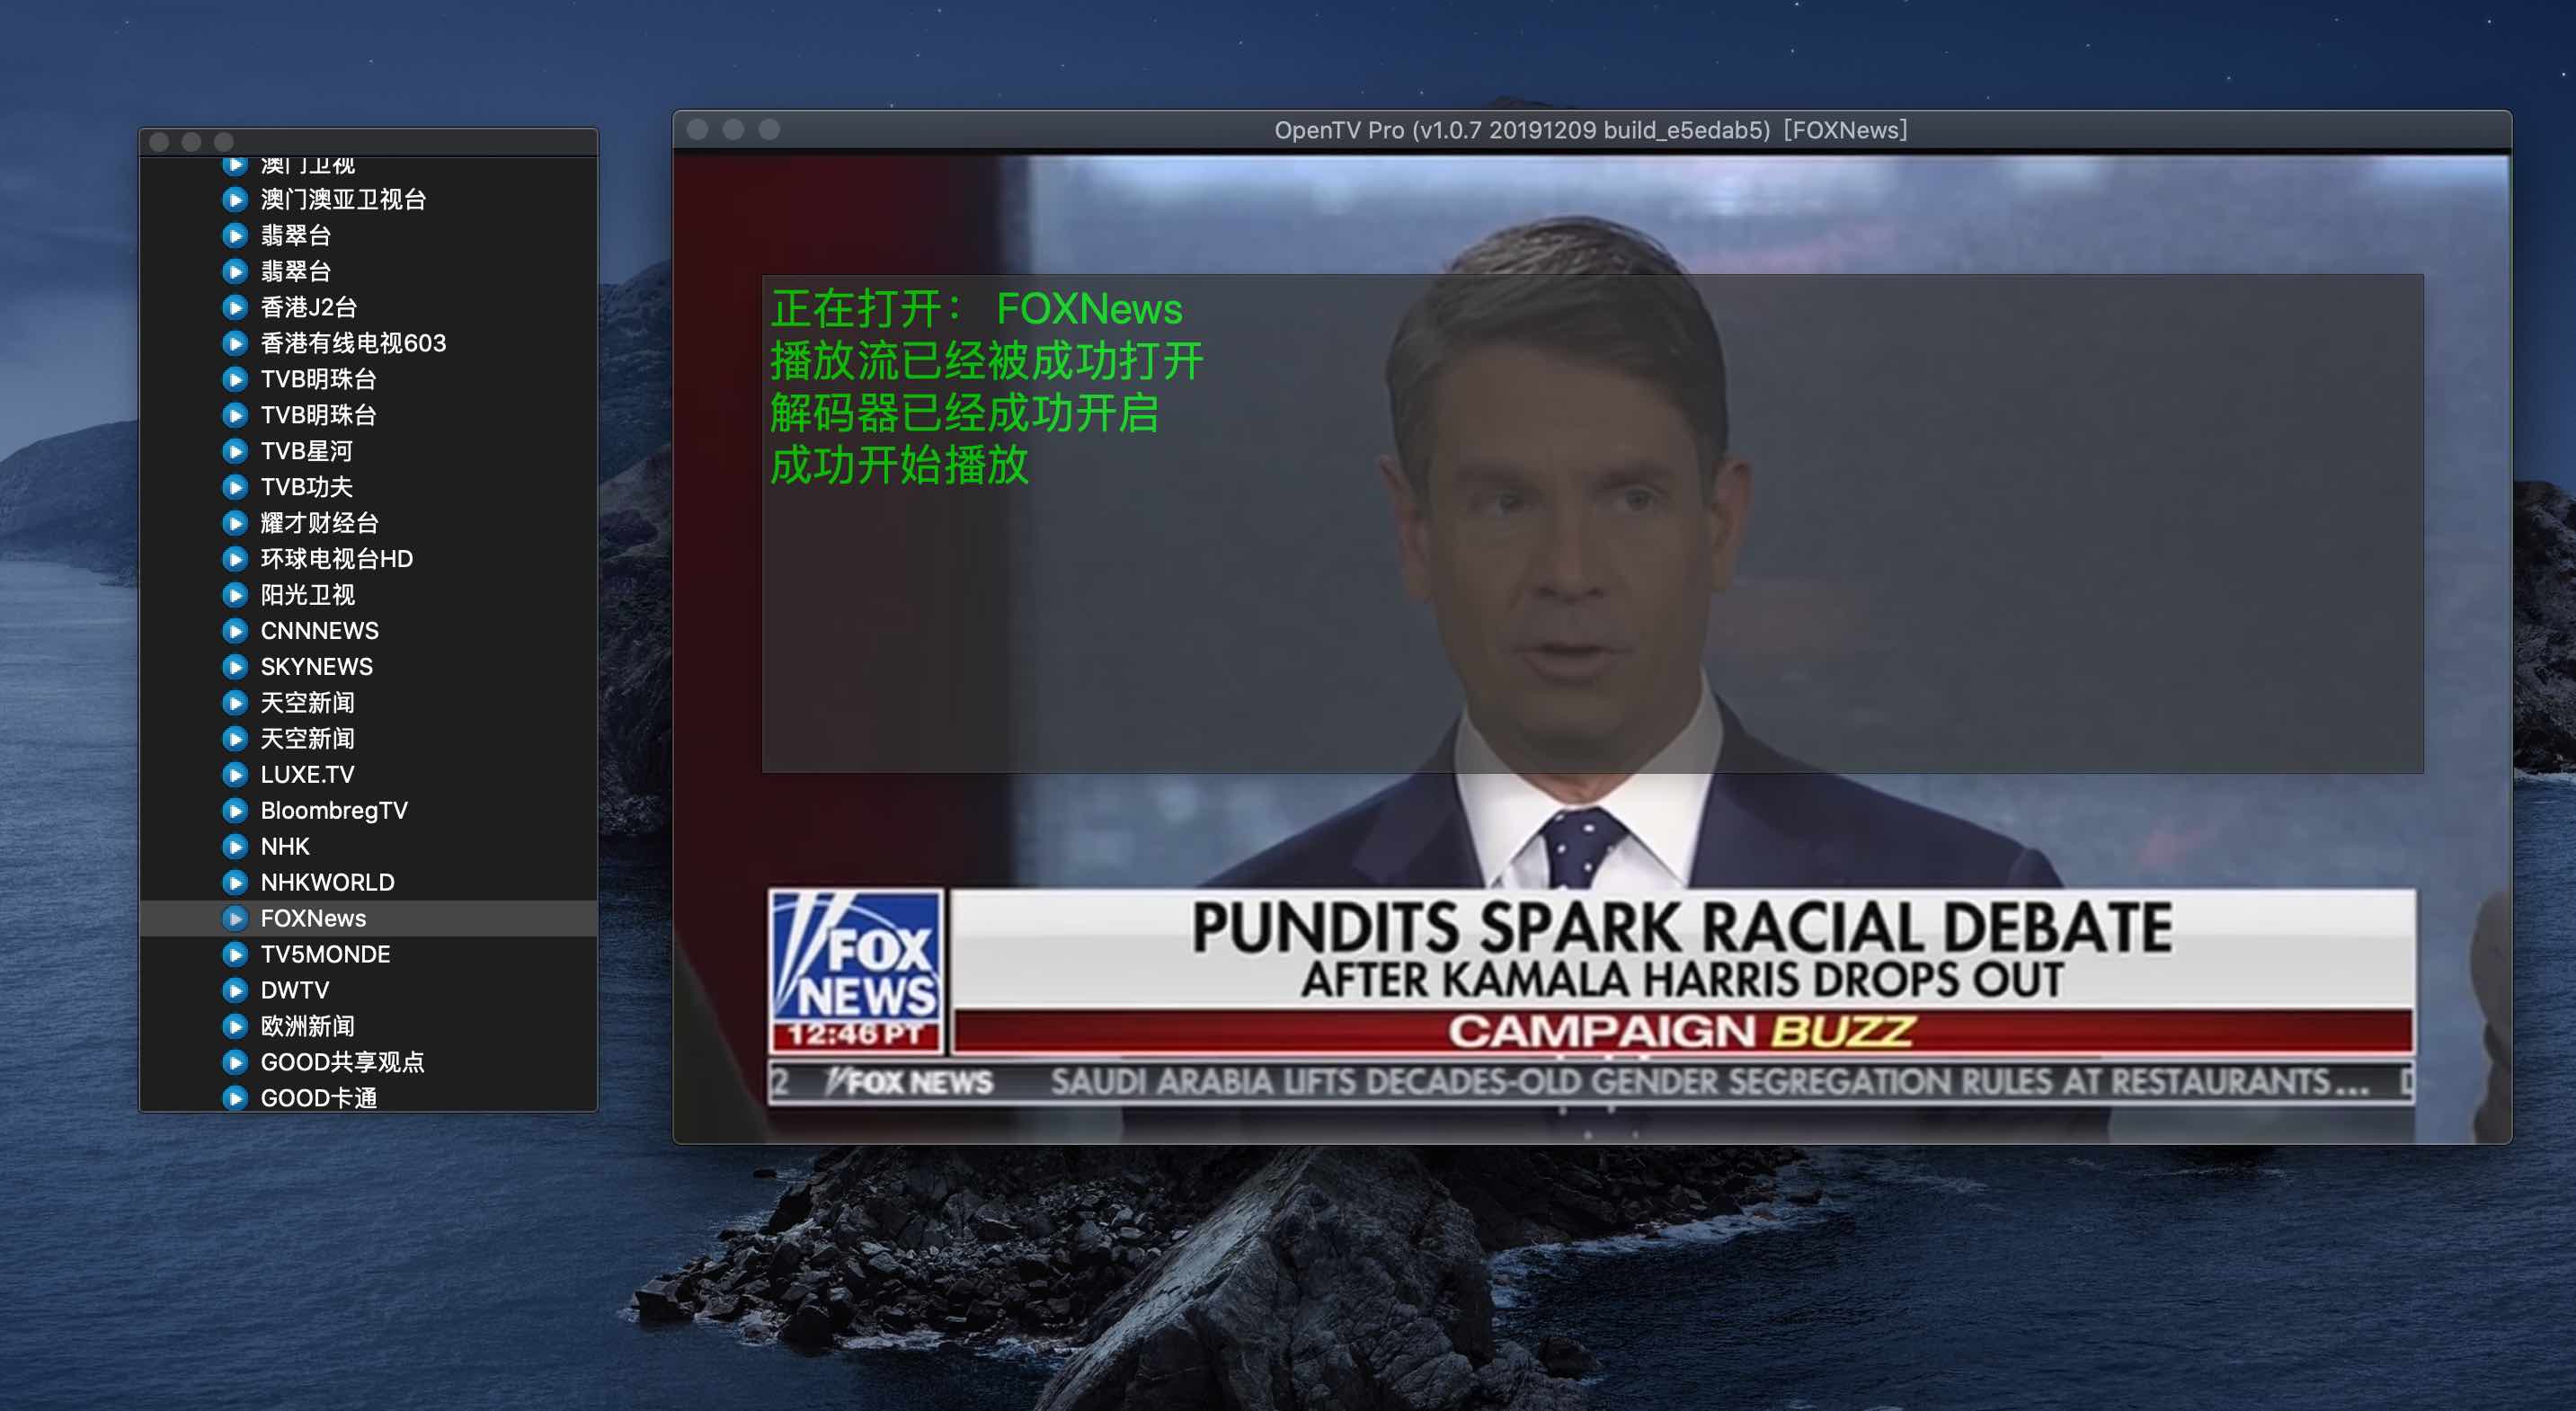 澳门卫视
澳门澳亚卫视台
翡翠台
翡翠台
香港J2台
香港有线电视603
TVB明珠台
TVB明珠台
TVB星河
TVB功夫
耀才财经台
环球电视台HD
阳光卫视
CNNNEWS
SKYNEWS
天空新闻
天空新闻
LUXE.TV
BloombregTV
NHK
NHKWORLD
FOXNews
TV5MONDE
DWTV
欧洲新闻
GOOD共享观点
GOOD卡通
OpenTV Pro (v1.0.7 20191209 build_e5edab5) [FOXNews]
正在打开： FOXNews
播放流已经被成功打开
解码器已经成功开启
成功开始播放
FOX
NEWS
12:46 PT
PUNDITS SPARK RACIAL DEBATE
AFTER KAMALA HARRIS DROPS OUT
CAMPAIGN BUZZ
2 FOX NEWS SAUDI ARABIA LIFTS DECADES-OLD GENDER SEGREGATION RULES AT RESTAURANTS...